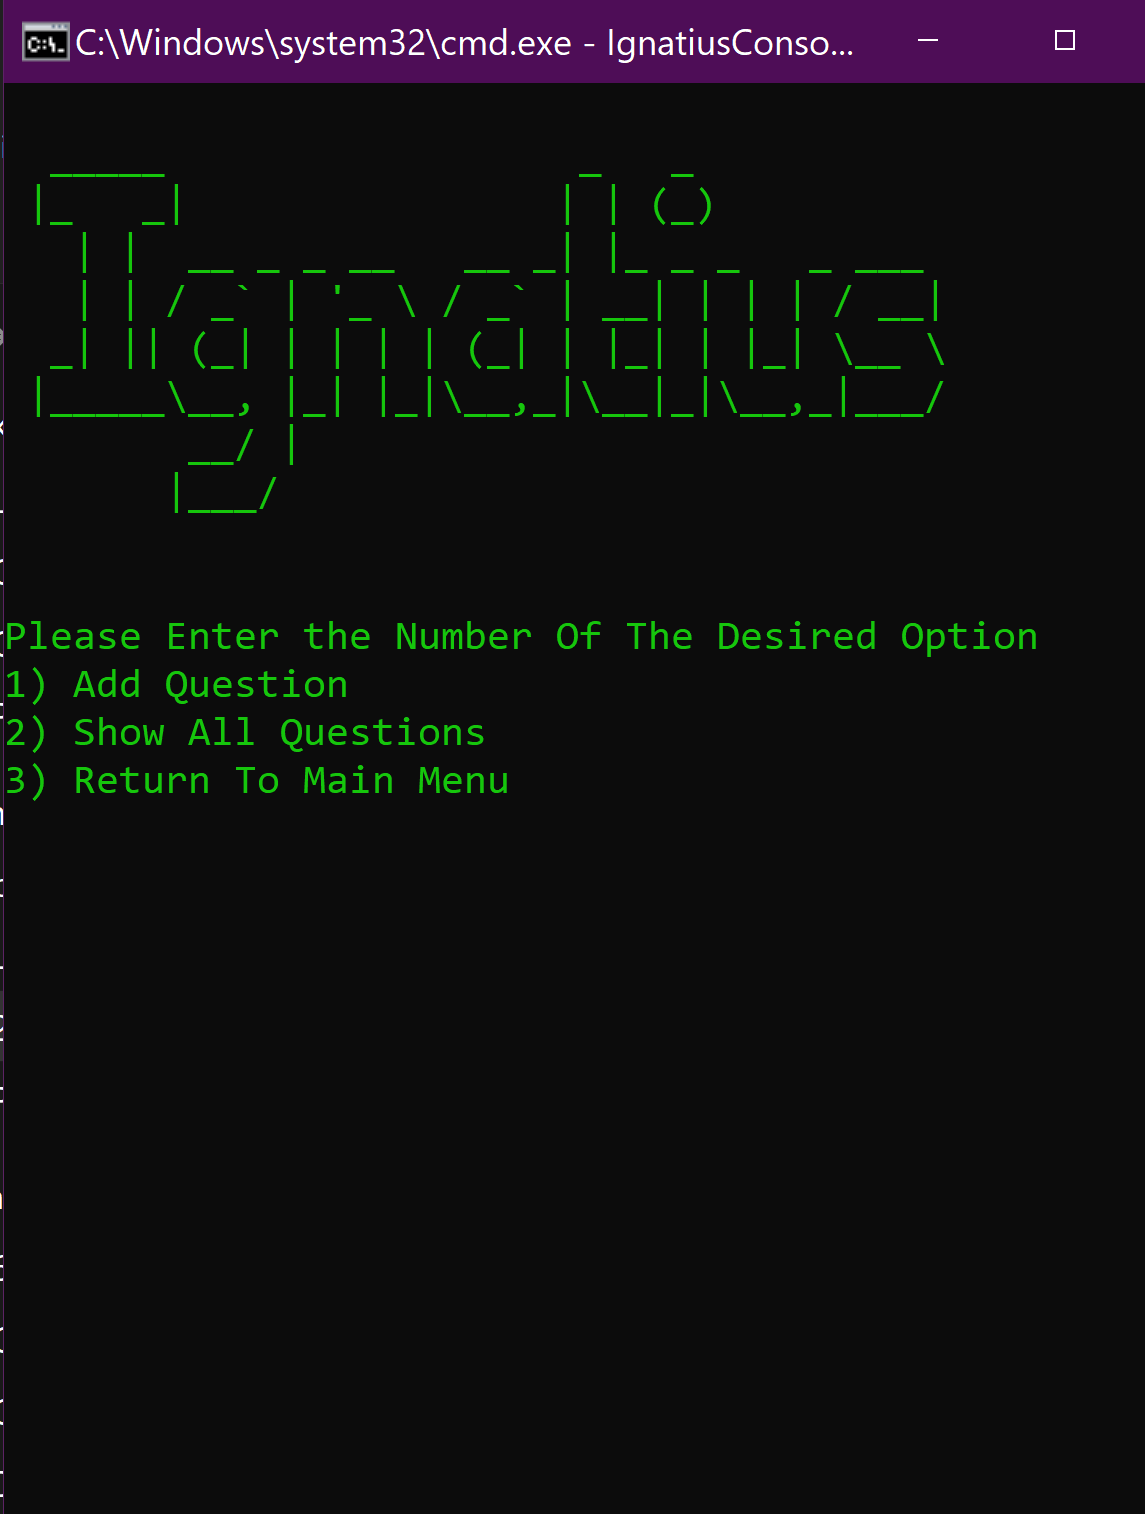 C:\Windows\system32\cmd.exe - IgnatiusConso...
Ignatius
Please Enter the Number Of The Desired Option
1) Add Question
2) Show All Questions
3) Return To Main Menu